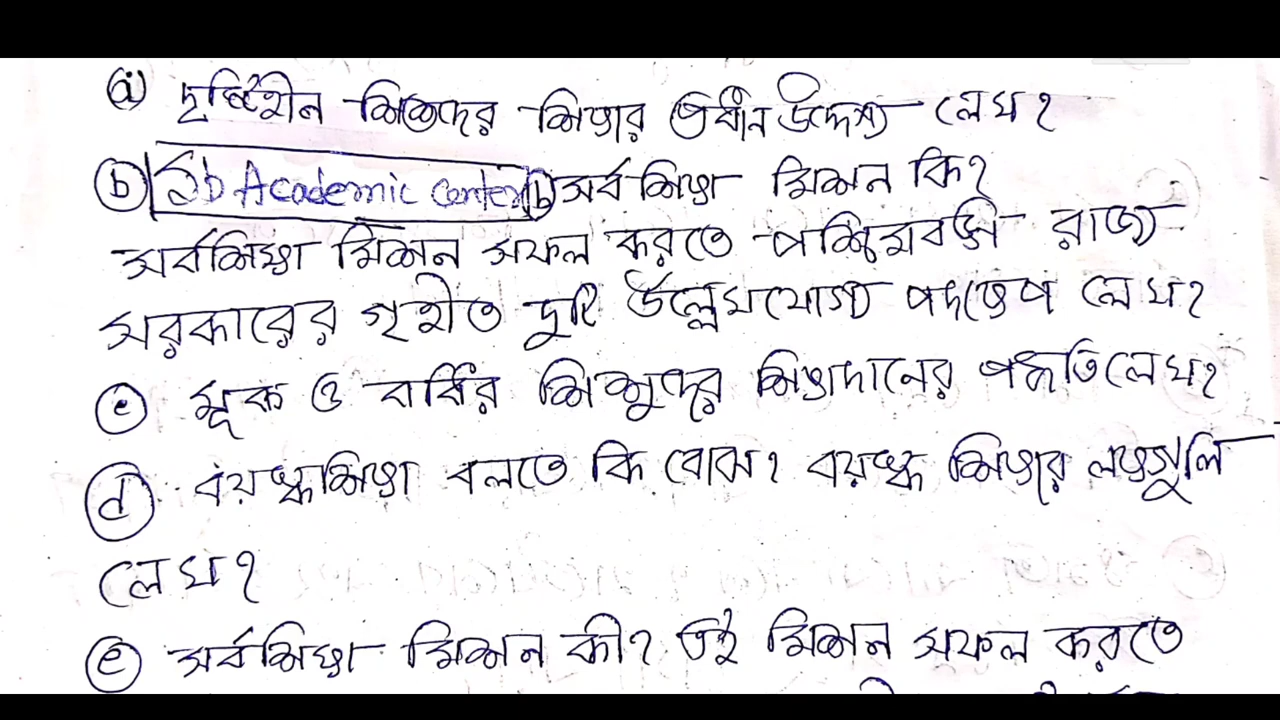 (a) দৃষ্টিহীন শিশুদের শিক্ষার প্রধান উদ্দেশ্য লেখ?
(b) Sb Academic center (b) সর্বশিক্ষা মিশন কি?
সর্বশিক্ষা মিশন সফল করতে পশ্চিমবঙ্গ রাজ্য
সরকারের গৃহীত দুটি উল্লেখযোগ্য পদক্ষেপ লেখ?
(c) মূক ও বধির শিশুদের শিক্ষাদানের পদ্ধতি লেখ?
(d) বয়স্কশিক্ষা বলতে কি বোঝ? বয়স্ক শিক্ষার লক্ষ্যগুলি
লেখ?
(e) সর্বশিক্ষা মিশন কী? এই মিশন সফল করতে